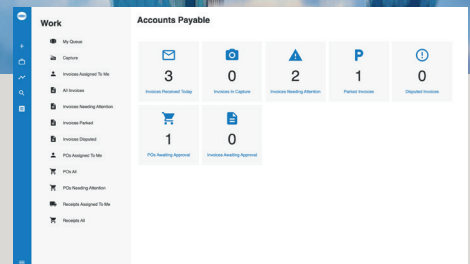 Work
My Queue
Capture
Invoices Assigned To Me
All Invoices
Invoices Needing Attention
Invoices Parked
Invoices Disputed
POs Assigned To Me
POs All
POs Needing Attention
Receipts Assigned To Me
Receipts All
Accounts Payable
3
Invoices Received Today
0
Invoices In Capture
2
Invoices Needing Attention
P
1
Parked Invoices
0
Disputed Invoices
1
POs Awaiting Approval
0
Invoices Awaiting Approval